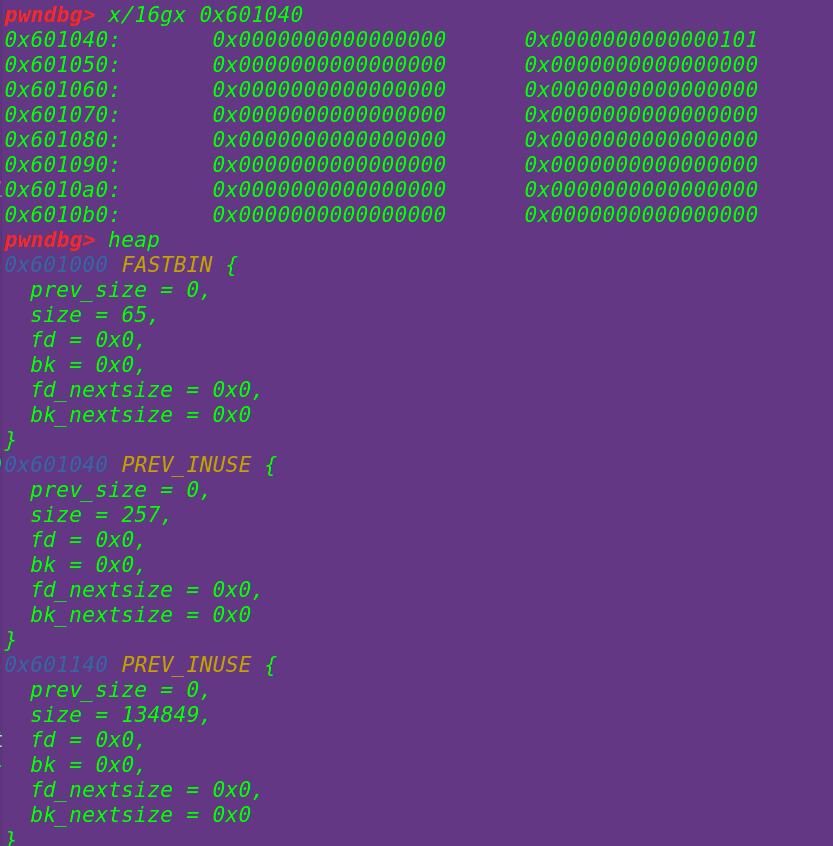 pwndbg> x/16gx 0x601040
0x601040: 0x0000000000000000 0x0000000000000101
0x601050: 0x0000000000000000 0x0000000000000000
0x601060: 0x0000000000000000 0x0000000000000000
0x601070: 0x0000000000000000 0x0000000000000000
0x601080: 0x0000000000000000 0x0000000000000000
0x601090: 0x0000000000000000 0x0000000000000000
0x6010a0: 0x0000000000000000 0x0000000000000000
0x6010b0: 0x0000000000000000 0x0000000000000000
pwndbg> heap
0x601000 FASTBIN {
  prev_size = 0,
  size = 65,
  fd = 0x0,
  bk = 0x0,
  fd_nextsize = 0x0,
  bk_nextsize = 0x0
}
0x601040 PREV_INUSE {
  prev_size = 0,
  size = 257,
  fd = 0x0,
  bk = 0x0,
  fd_nextsize = 0x0,
  bk_nextsize = 0x0
}
0x601140 PREV_INUSE {
  prev_size = 0,
  size = 134849,
  fd = 0x0,
  bk = 0x0,
  fd_nextsize = 0x0,
  bk_nextsize = 0x0
}